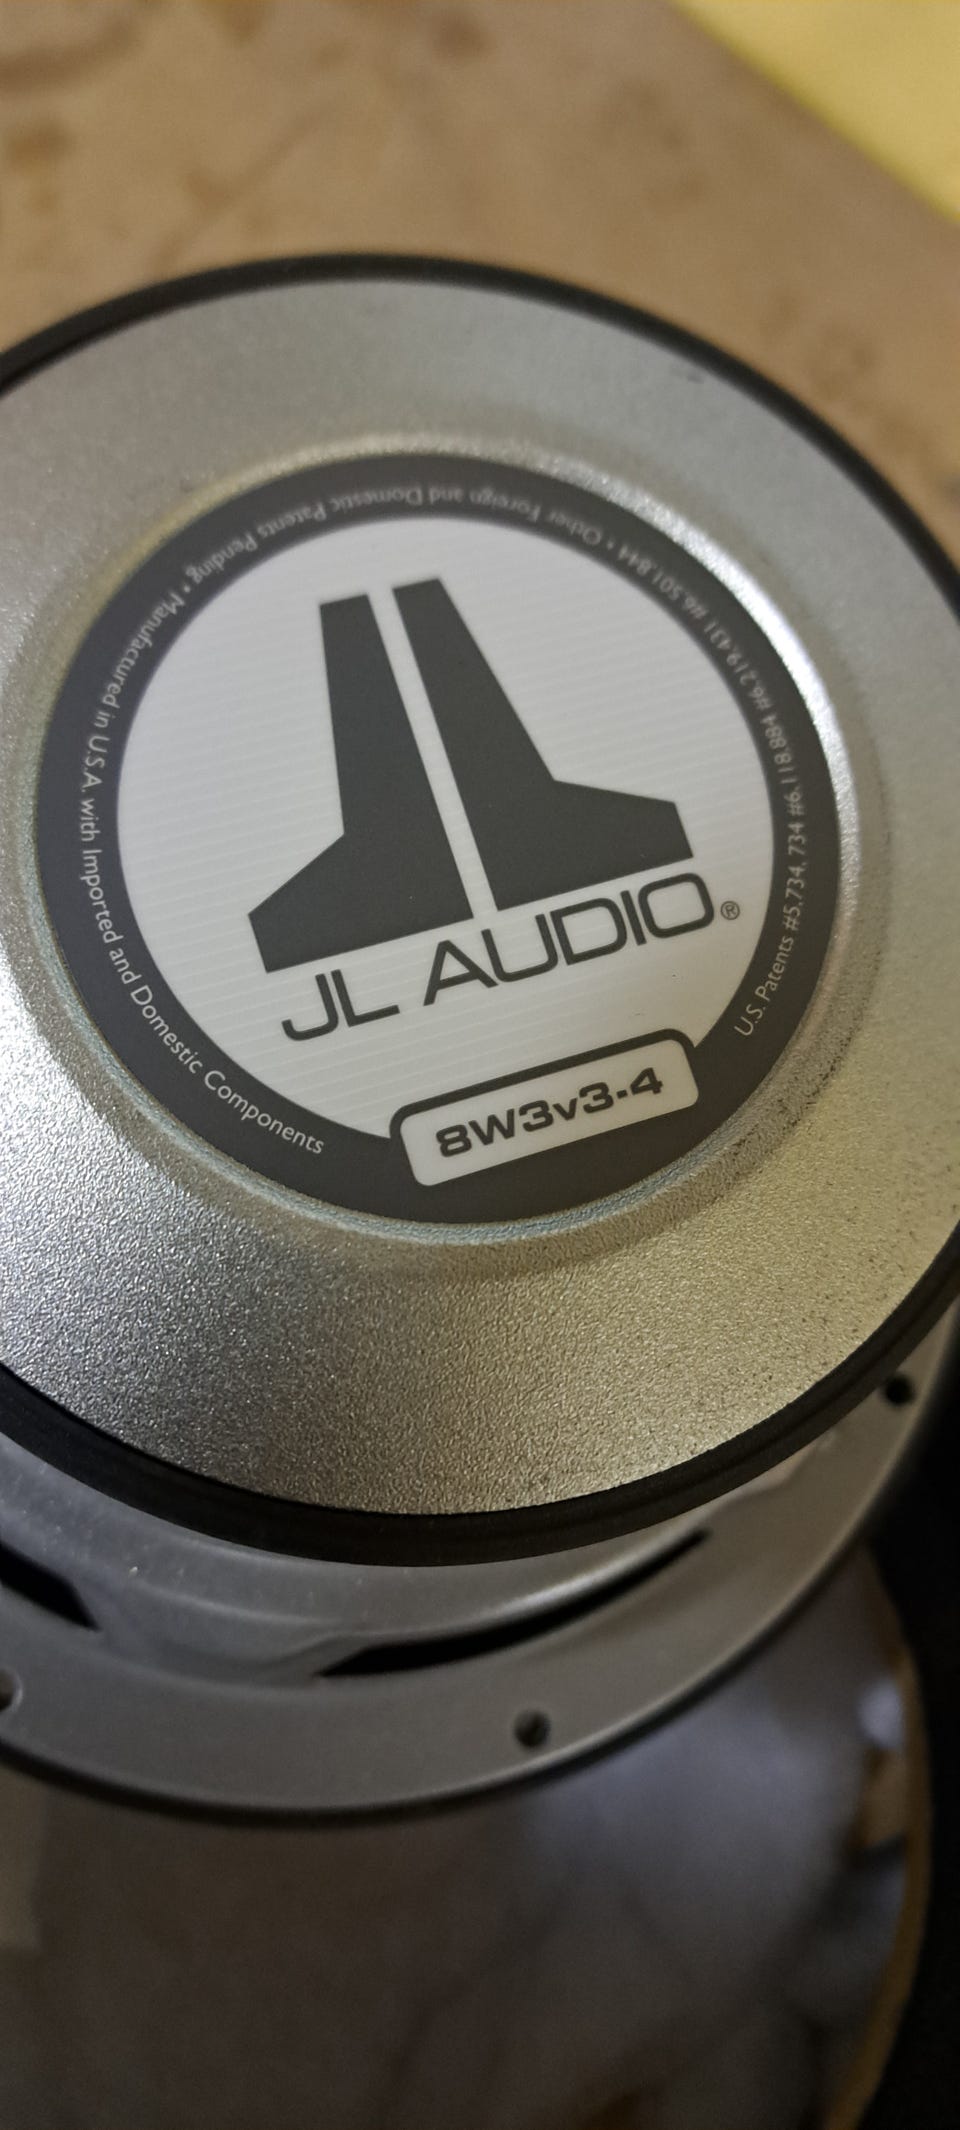 JL AUDIO®
8W3v3-4
U.S. Patents #5,734,734 #6,118,884 #6,219,431 #6,501,844 • Other Foreign and Domestic Patents Pending • Manufactured in U.S.A. with Imported and Domestic Components